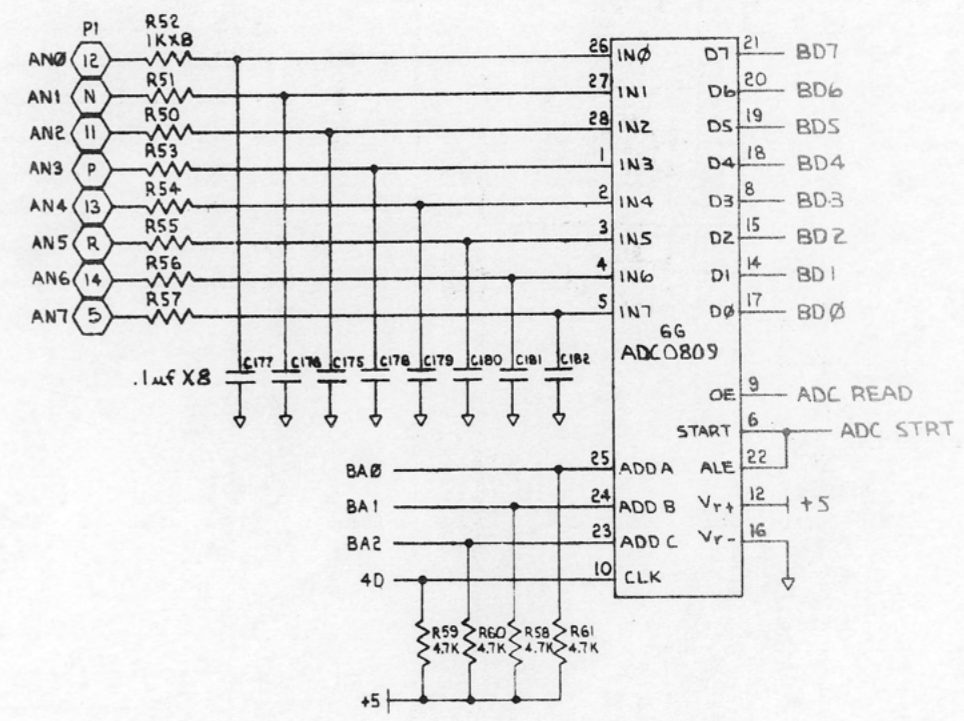 P1
R52
1KX8
AN0 12 26 IN0 D7 21 BD7
R51
AN1 N 27 IN1 D6 20 BD6
R50
AN2 11 28 IN2 D5 19 BD5
R53
AN3 P 1 IN3 D4 18 BD4
R54
AN4 13 2 IN4 D3 8 BD3
R55
AN5 R 3 IN5 D2 15 BD2
R56
AN6 14 4 IN6 D1 14 BD1
R57
AN7 5 5 IN7 DØ 17 BDØ
6G
ADC0809
.1uf X8 C177 C176 C175 C178 C179 C180 C181 C182
OE 9 ADC READ
START 6 ADC STRT
BAØ 25 ADD A ALE 22
BA1 24 ADD B Vr+ 12 +5
BA2 23 ADD C Vr- 16
4D 10 CLK
R59 R60 R58 R61
4.7K 4.7K 4.7K 4.7K
+5